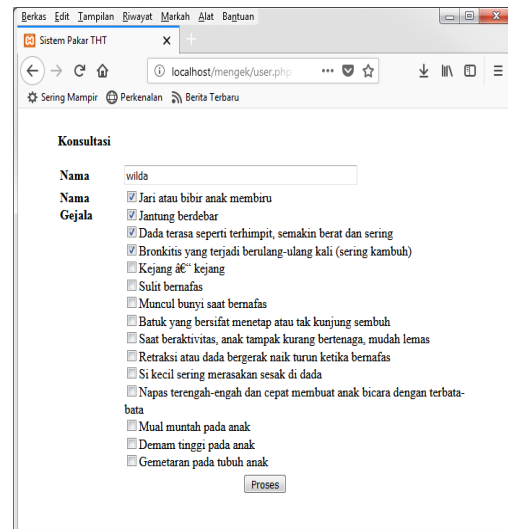 Berkas Edit Tampilan Riwayat Markah Alat Bantuan
Sistem Pakar THT
localhost/mengek/user.php
Sering Mampir Perkenalan Berita Terbaru
Konsultasi
Nama wilda
Nama Jari atau bibir anak membiru
Gejala Jantung berdebar
Dada terasa seperti terhimpit, semakin berat dan sering
Bronkitis yang terjadi berulang-ulang kali (sering kambuh)
Kejang â€“ kejang
Sulit bernafas
Muncul bunyi saat bernafas
Batuk yang bersifat menetap atau tak kunjung sembuh
Saat beraktivitas, anak tampak kurang bertenaga, mudah lemas
Retraksi atau dada bergerak naik turun ketika bernafas
Si kecil sering merasakan sesak di dada
Napas terengah-engah dan cepat membuat anak bicara dengan terbata-
bata
Mual muntah pada anak
Demam tinggi pada anak
Gemetaran pada tubuh anak
Proses